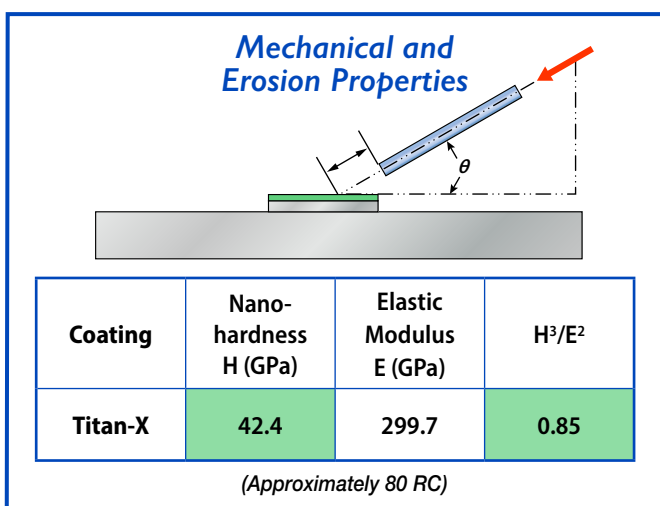 Mechanical and
Erosion Properties
θ
Coating
Nano-
hardness
H (GPa)
Elastic
Modulus
E (GPa)
H³/E²
Titan-X
42.4
299.7
0.85
(Approximately 80 RC)